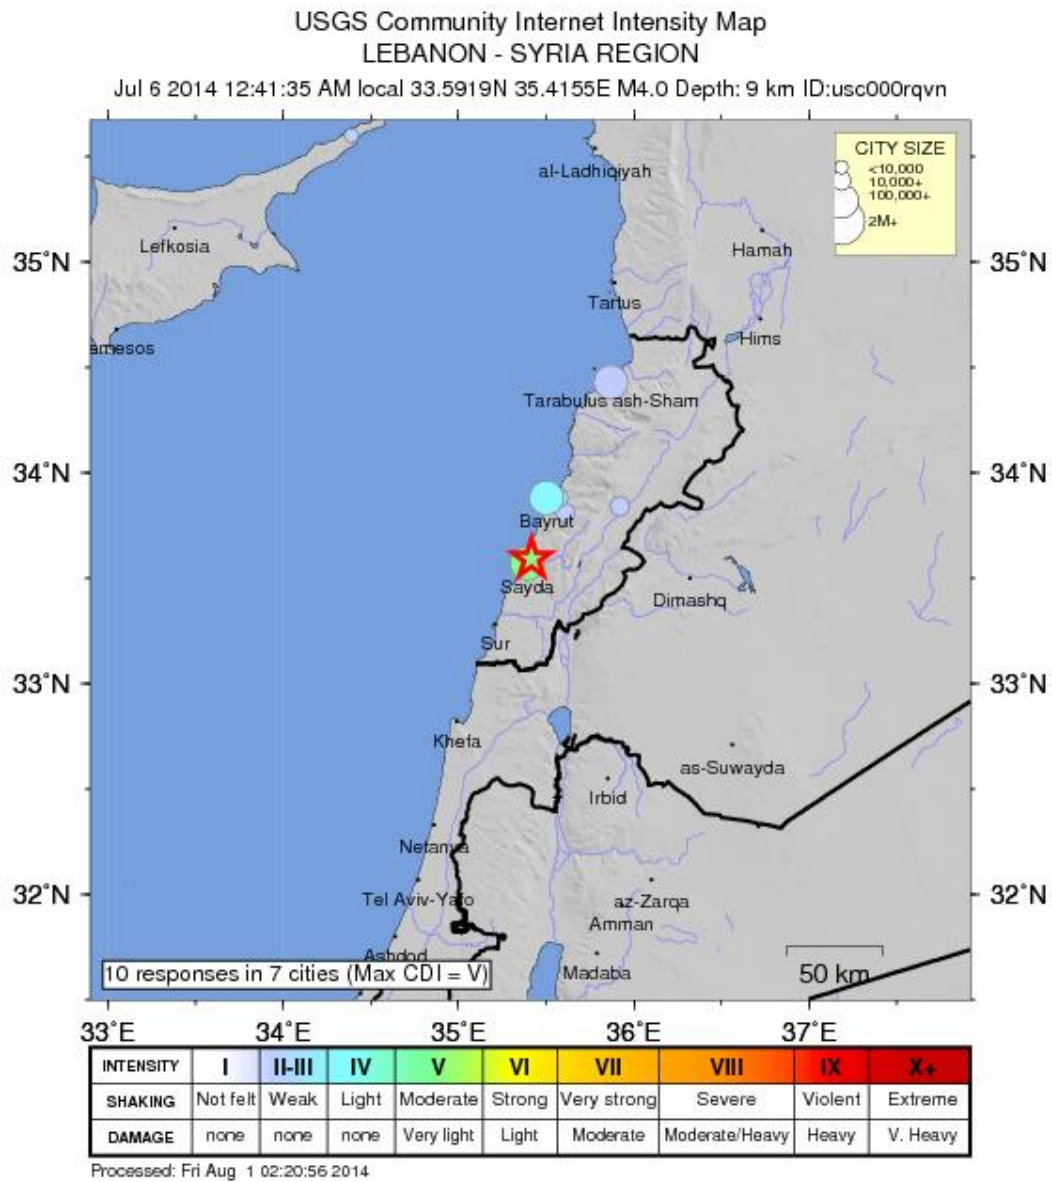 USGS Community Internet Intensity Map
LEBANON - SYRIA REGION
Jul 6 2014 12:41:35 AM local 33.5919N 35.4155E M4.0 Depth: 9 km ID:usc000rqvn
CITY SIZE
<10,000
10,000+
100,000+
2M+
al-Ladhiqiyah
Lefkosia
Hamah
35°N
35°N
Tartus
Hims
amesos
Tarabulus ash-Sham
34°N
34°N
Bayrut
Sayda
Dimashq
Sur
33°N
33°N
Khefa
as-Suwayda
Irbid
Netanya
32°N
32°N
Tel Aviv-Yafo
az-Zarqa
Amman
Ashdod
Madaba
10 responses in 7 cities (Max CDI = V)
50 km
33°E 34°E 35°E 36°E 37°E
INTENSITY I II-III IV V VI VII VIII IX X+
SHAKING Not felt Weak Light Moderate Strong Very strong Severe Violent Extreme
DAMAGE none none none Very light Light Moderate Moderate/Heavy Heavy V. Heavy
Processed: Fri Aug 1 02:20:56 2014